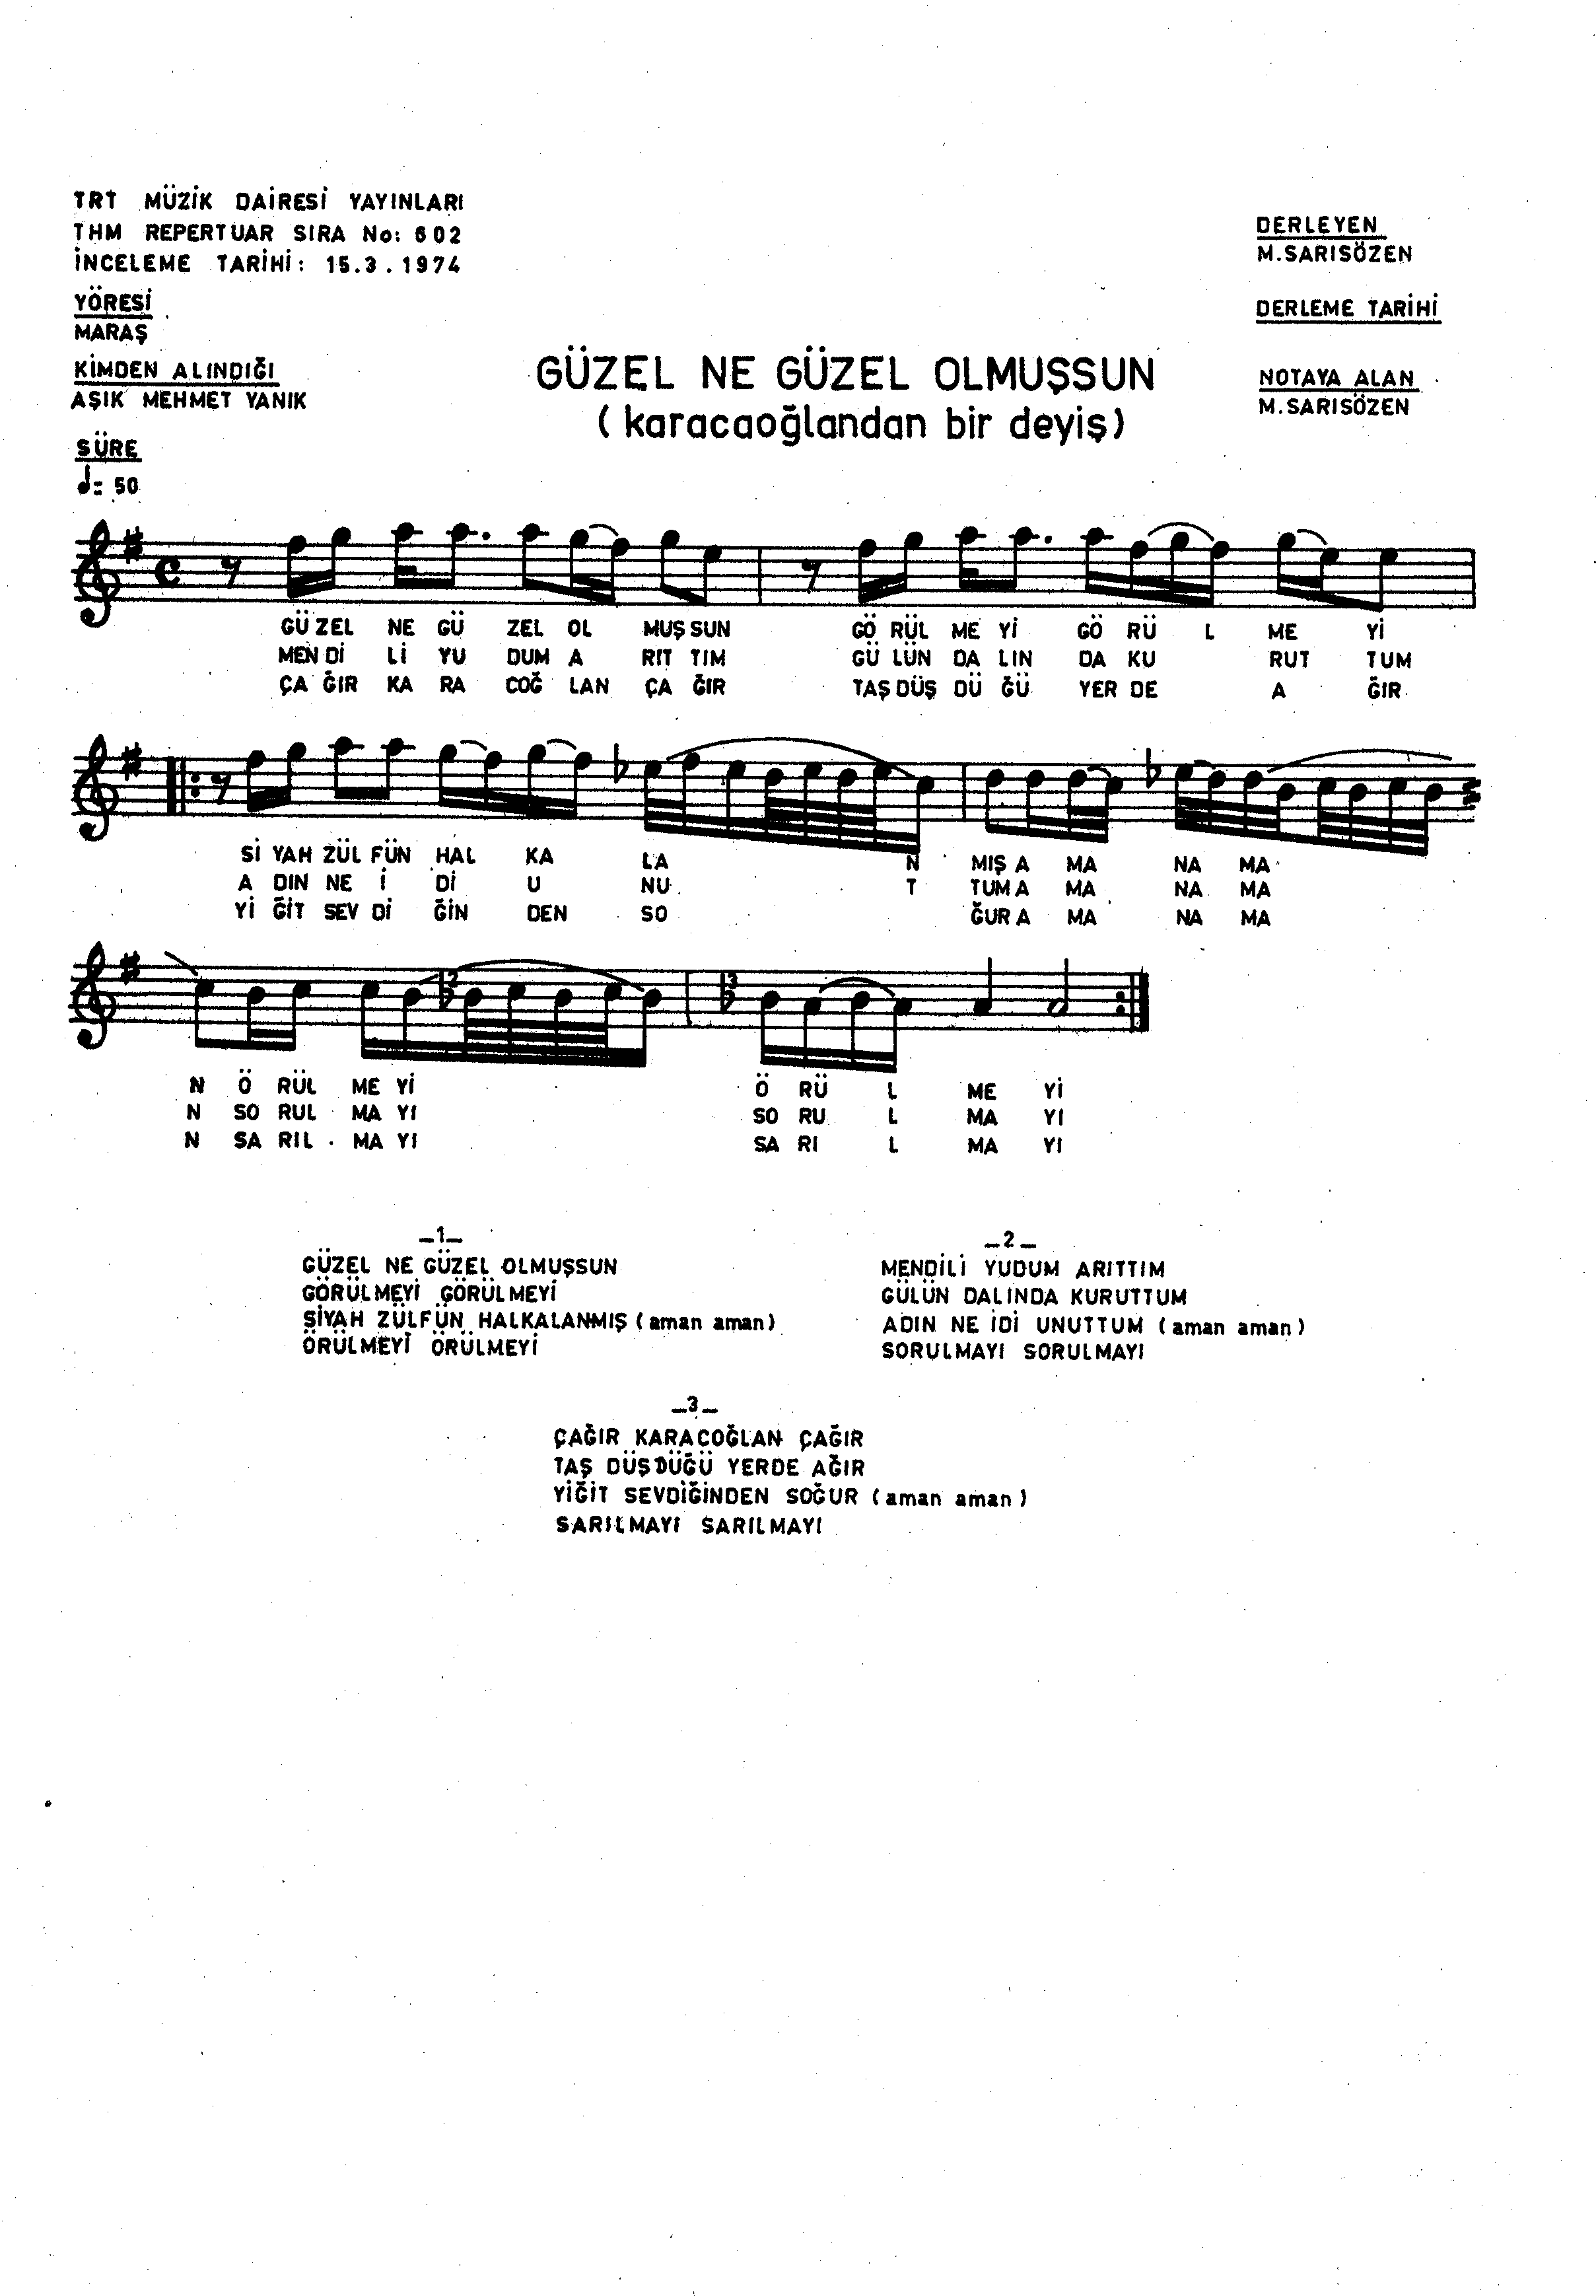 TRT MÜZİK DAİRESİ YAYINLARI
THM REPERTUAR SIRA No: 602
İNCELEME TARİHİ: 15.3.1974
YÖRESİ
MARAŞ
KİMDEN ALINDIĞI
AŞIK MEHMET YANIK
SÜRE
= 50
DERLEYEN
M.SARISÖZEN
DERLEME TARİHİ
NOTAYA ALAN
M.SARISÖZEN
GÜZEL NE GÜZEL OLMUŞSUN
(karacaoğlandan bir deyiş)
GÜ ZEL NE GÜ ZEL OL MUŞ SUN GÖ RÜL ME Yİ GÖ RÜ L ME Yİ
MEN Dİ Lİ YU DUM A RIT TIM GÜ LÜN DA LIN DA KU RUT TUM
ÇA ĞIR KA RA COĞ LAN ÇA ĞIR TAŞ DÜŞ DÜ ĞÜ YER DE A ĞIR
Sİ YAH ZÜL FÜN HAL KA LA N MIŞ A MA NA MA
A DIN NE İ Dİ U NU T TUM A MA NA MA
Yİ ĞİT SEV Dİ ĞİN DEN SO ĞUR A MA NA MA
2 3
N Ö RÜL ME Yİ Ö RÜ L ME Yİ
N SO RUL MA YI SO RU L MA YI
N SA RIL MA YI SA RI L MA YI
_1_
GÜZEL NE GÜZEL OLMUŞSUN
GÖRÜLMEYİ GÖRÜLMEYİ
SİYAH ZÜLFÜN HALKALANMIŞ (aman aman)
ÖRÜLMEYİ ÖRÜLMEYİ
_2_
MENDİLİ YUDUM ARITTIM
GÜLÜN DALINDA KURUTTUM
ADIN NE İDİ UNUTTUM (aman aman)
SORULMAYI SORULMAYI
_3_
ÇAĞIR KARACOĞLAN ÇAĞIR
TAŞ DÜŞDÜĞÜ YERDE AĞIR
YİĞİT SEVDİĞİNDEN SOĞUR (aman aman)
SARILMAYI SARILMAYI